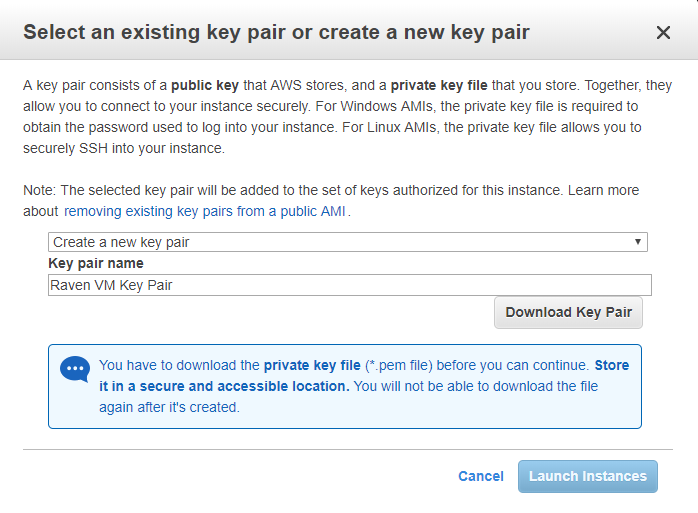 Select an existing key pair or create a new key pair
A key pair consists of a public key that AWS stores, and a private key file that you store. Together, they
allow you to connect to your instance securely. For Windows AMIs, the private key file is required to
obtain the password used to log into your instance. For Linux AMIs, the private key file allows you to
securely SSH into your instance.
Note: The selected key pair will be added to the set of keys authorized for this instance. Learn more
about removing existing key pairs from a public AMI.
Create a new key pair
Key pair name
Raven VM Key Pair
Download Key Pair
You have to download the private key file (*.pem file) before you can continue. Store
it in a secure and accessible location. You will not be able to download the file
again after it's created.
Cancel Launch Instances